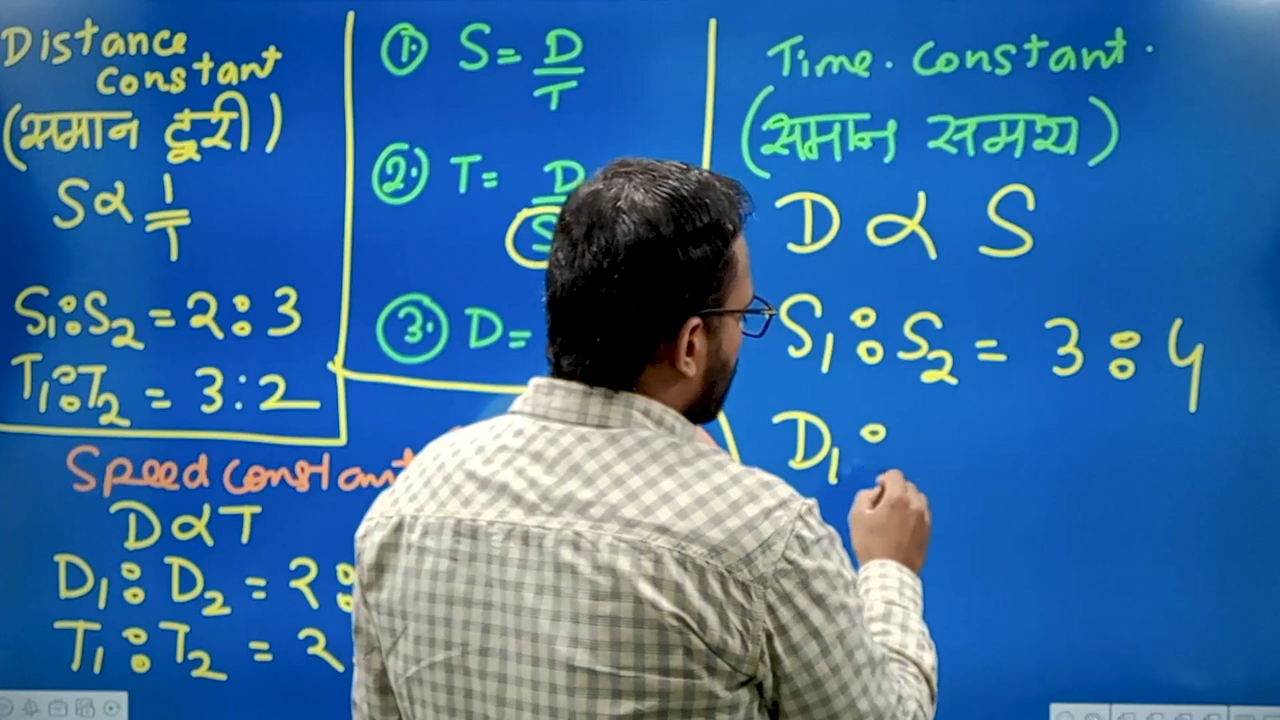 Distance
Constant
(समान दूरी)
S∝ 1/T
S₁:S₂ = 2:3
T₁:T₂ = 3:2
Speed constant
D∝T
D₁:D₂ = 2:
T₁:T₂ = 2
① S= D/T
② T= D/S
③ D=
Time. constant.
(समान समय)
D ∝ S
S₁:S₂ = 3:4
D₁: